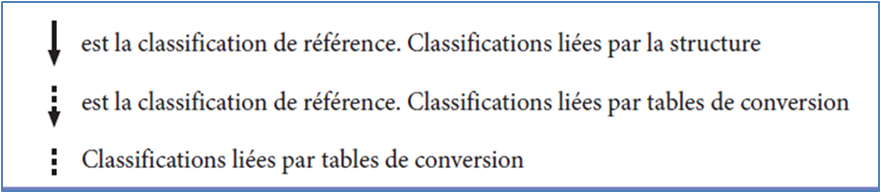 est la classification de référence. Classifications liées par la structure
est la classification de référence. Classifications liées par tables de conversion
Classifications liées par tables de conversion